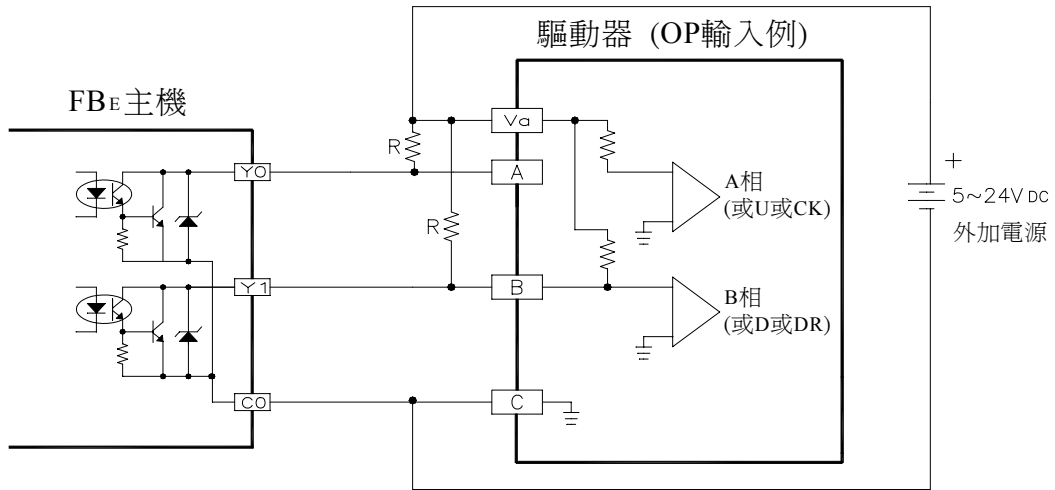 驅動器 (OP輸入例)
FBE主機
Va
R
Y0
A
A相
(或U或CK)
+
5~24V DC
外加電源
R
Y1
B
B相
(或D或DR)
C0
C